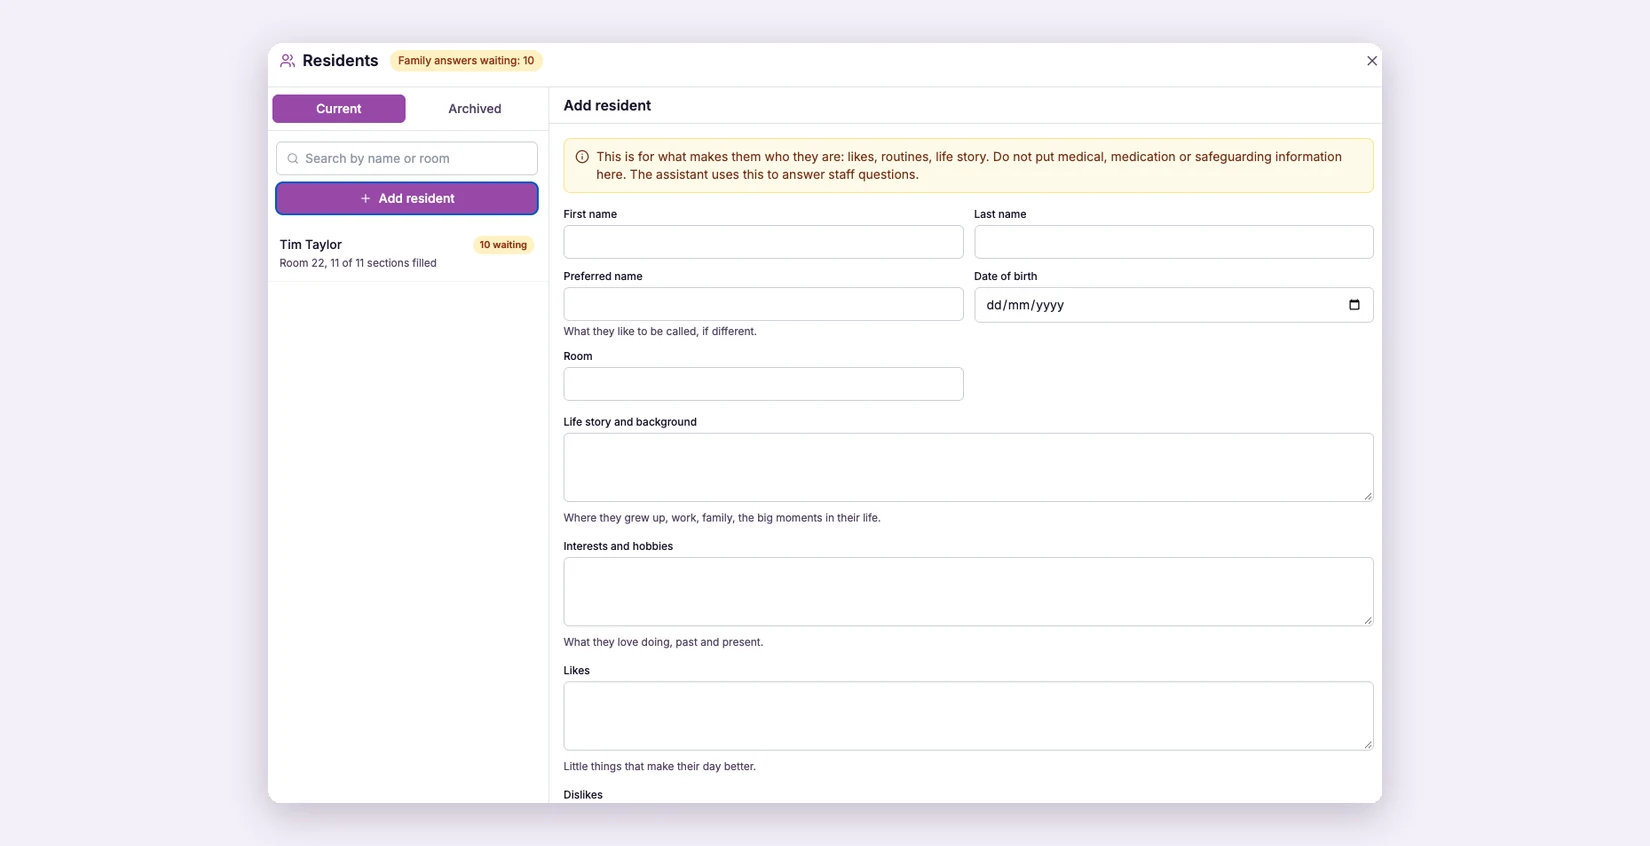 Residents
Family answers waiting: 10
Current
Archived
Search by name or room
+ Add resident
Tim Taylor
10 waiting
Room 22, 11 of 11 sections filled
Add resident
This is for what makes them who they are: likes, routines, life story. Do not put medical, medication or safeguarding information
here. The assistant uses this to answer staff questions.
First name
Last name
Preferred name
Date of birth
dd/mm/yyyy
What they like to be called, if different.
Room
Life story and background
Where they grew up, work, family, the big moments in their life.
Interests and hobbies
What they love doing, past and present.
Likes
Little things that make their day better.
Dislikes